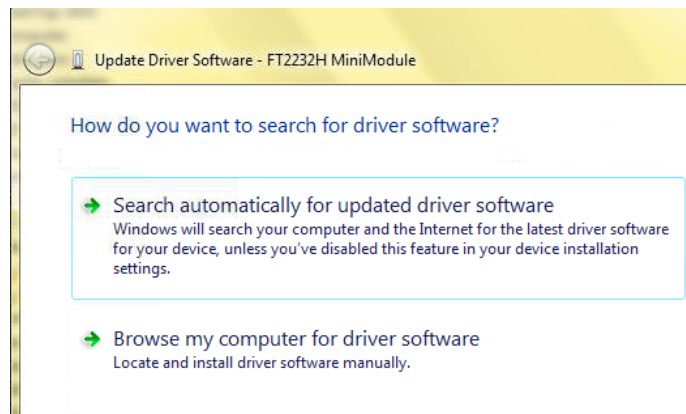 Update Driver Software - FT2232H MiniModule
How do you want to search for driver software?
Search automatically for updated driver software
Windows will search your computer and the Internet for the latest driver software
for your device, unless you've disabled this feature in your device installation
settings.
Browse my computer for driver software
Locate and install driver software manually.